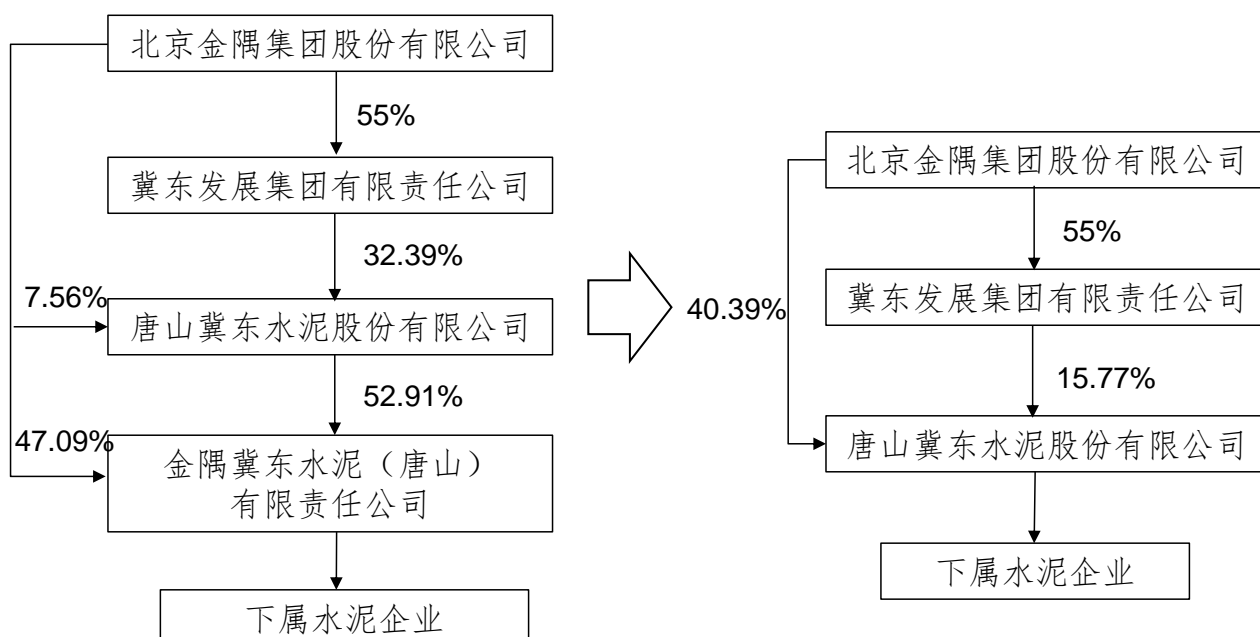 北京金隅集团股份有限公司
55%
冀东发展集团有限责任公司
32.39%
7.56%
唐山冀东水泥股份有限公司
52.91%
47.09%
金隅冀东水泥（唐山）
有限责任公司
下属水泥企业
北京金隅集团股份有限公司
55%
冀东发展集团有限责任公司
40.39%
15.77%
唐山冀东水泥股份有限公司
下属水泥企业